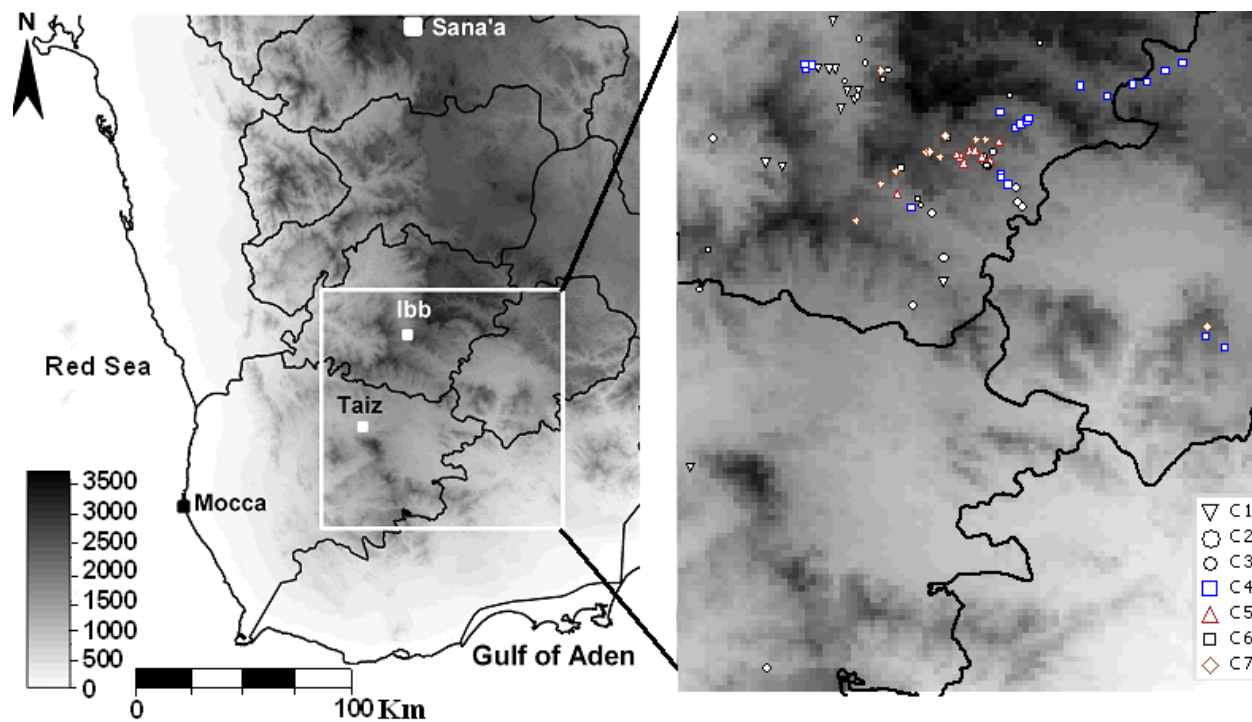 N
Sana'a
Ibb
Red Sea
Taiz
Mocca
3500
3000
2500
2000
1500
1000
500
0
0 100 Km
Gulf of Aden
C1
C2
C3
C4
C5
C6
C7